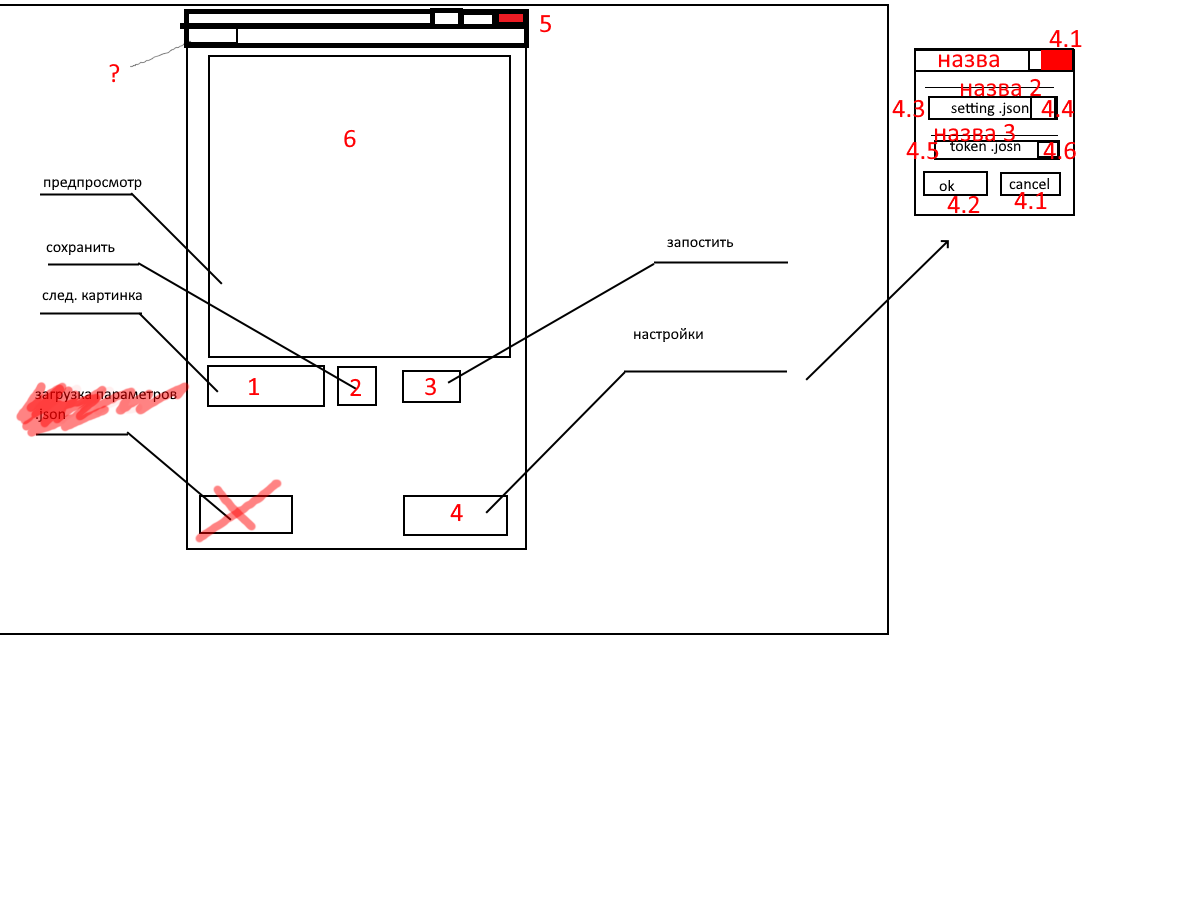 5
4.1
?
назва
назва 2
4.3
setting .json
4.4
6
назва 3
4.5
token .josn
4.6
предпросмотр
ok
cancel
4.2
4.1
сохранить
запостить
след. картинка
настройки
1
2
3
загрузка параметров
.json
4